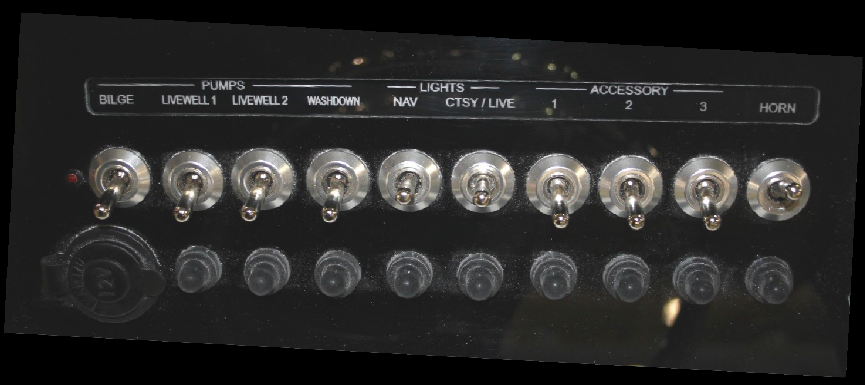 PUMPS LIGHTS ACCESSORY
BILGE LIVEWELL 1 LIVEWELL 2 WASHDOWN NAV CTSY / LIVE 1 2 3 HORN
12V